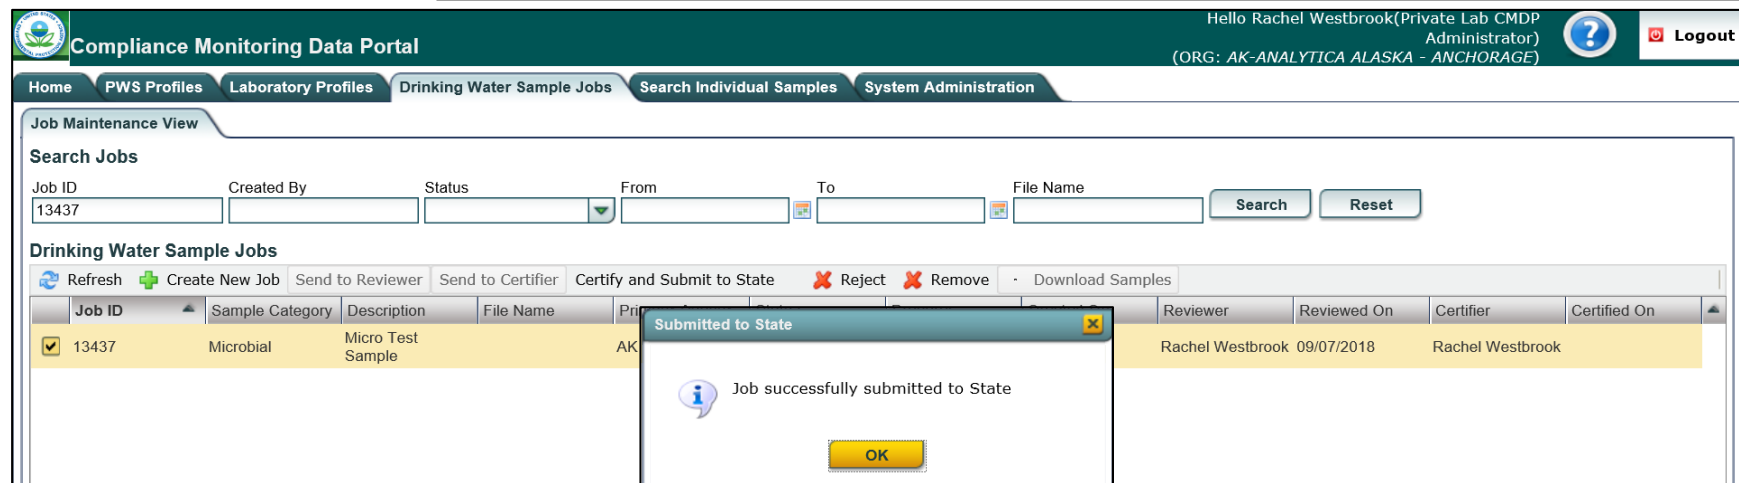 Hello Rachel Westbrook(Private Lab CMDP
Administrator)
(ORG: AK-ANALYTICA ALASKA - ANCHORAGE)
Logout
Compliance Monitoring Data Portal
Home PWS Profiles Laboratory Profiles Drinking Water Sample Jobs Search Individual Samples System Administration
Job Maintenance View
Search Jobs
Job ID Created By Status From To File Name
13437
Search Reset
Drinking Water Sample Jobs
Refresh Create New Job Send to Reviewer Send to Certifier Certify and Submit to State Reject Remove - Download Samples
Job ID Sample Category Description File Name Reviewer Reviewed On Certifier Certified On
13437 Microbial Micro Test Sample AK Rachel Westbrook 09/07/2018 Rachel Westbrook
Submitted to State
Job successfully submitted to State
OK